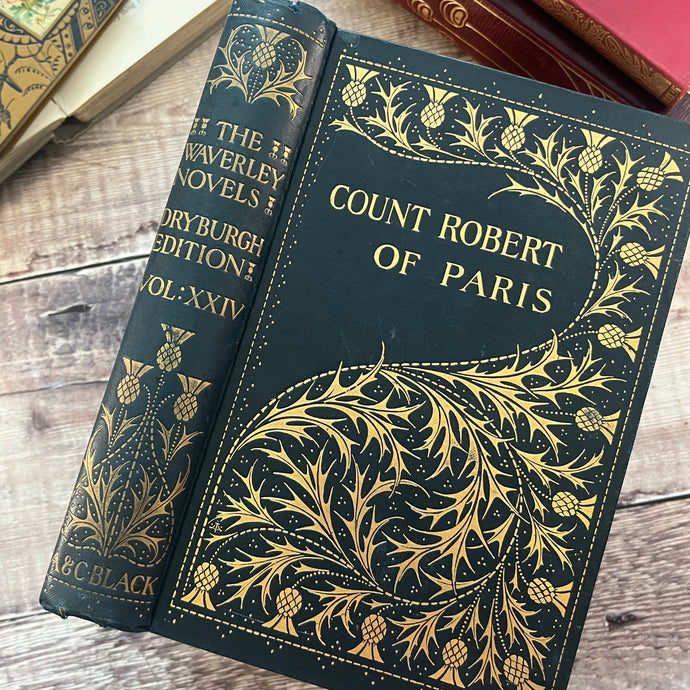 THE
WAVERLEY
NOVELS
DRYBURGH
EDITION
VOL: XXIV
A&C BLACK
COUNT ROBERT
OF PARIS